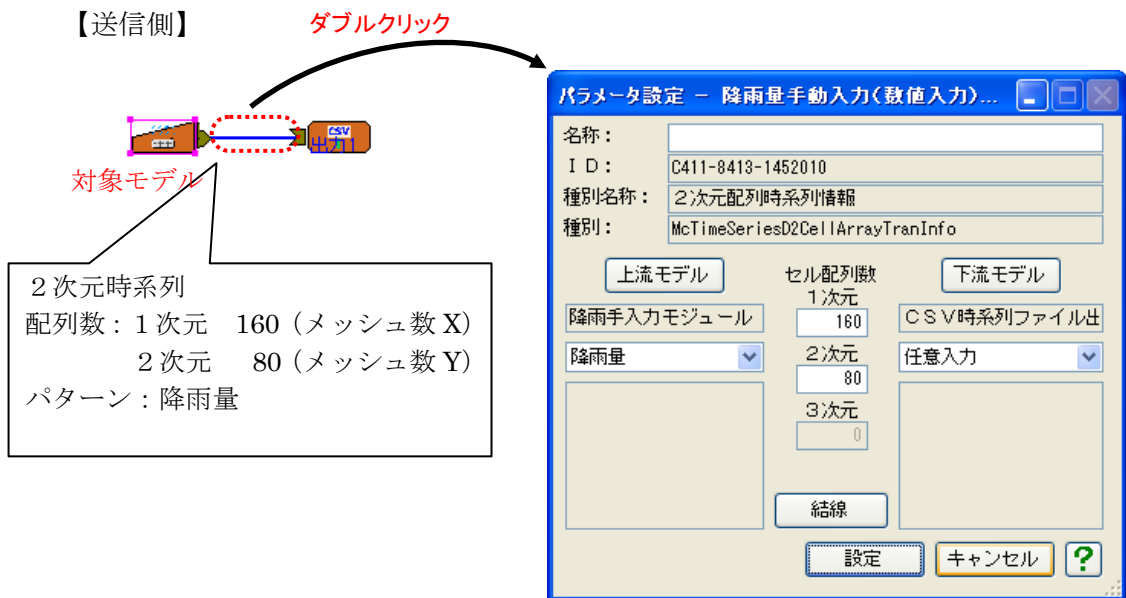 【送信側】
ダブルクリック
CSV
出力1
対象モデル
２次元時系列
配列数：１次元　160（メッシュ数 X）
２次元　80（メッシュ数 Y）
パターン：降雨量
パラメータ設定 － 降雨量手動入力(数値入力)...
名称：
ＩＤ：
C411-8413-1452010
種別名称：
２次元配列時系列情報
種別：
McTimeSeriesD2CellArrayTranInfo
上流モデル
セル配列数
下流モデル
１次元
降雨手入力モジュール
160
ＣＳＶ時系列ファイル出
降雨量
２次元
任意入力
80
３次元
0
結線
設定
キャンセル
?